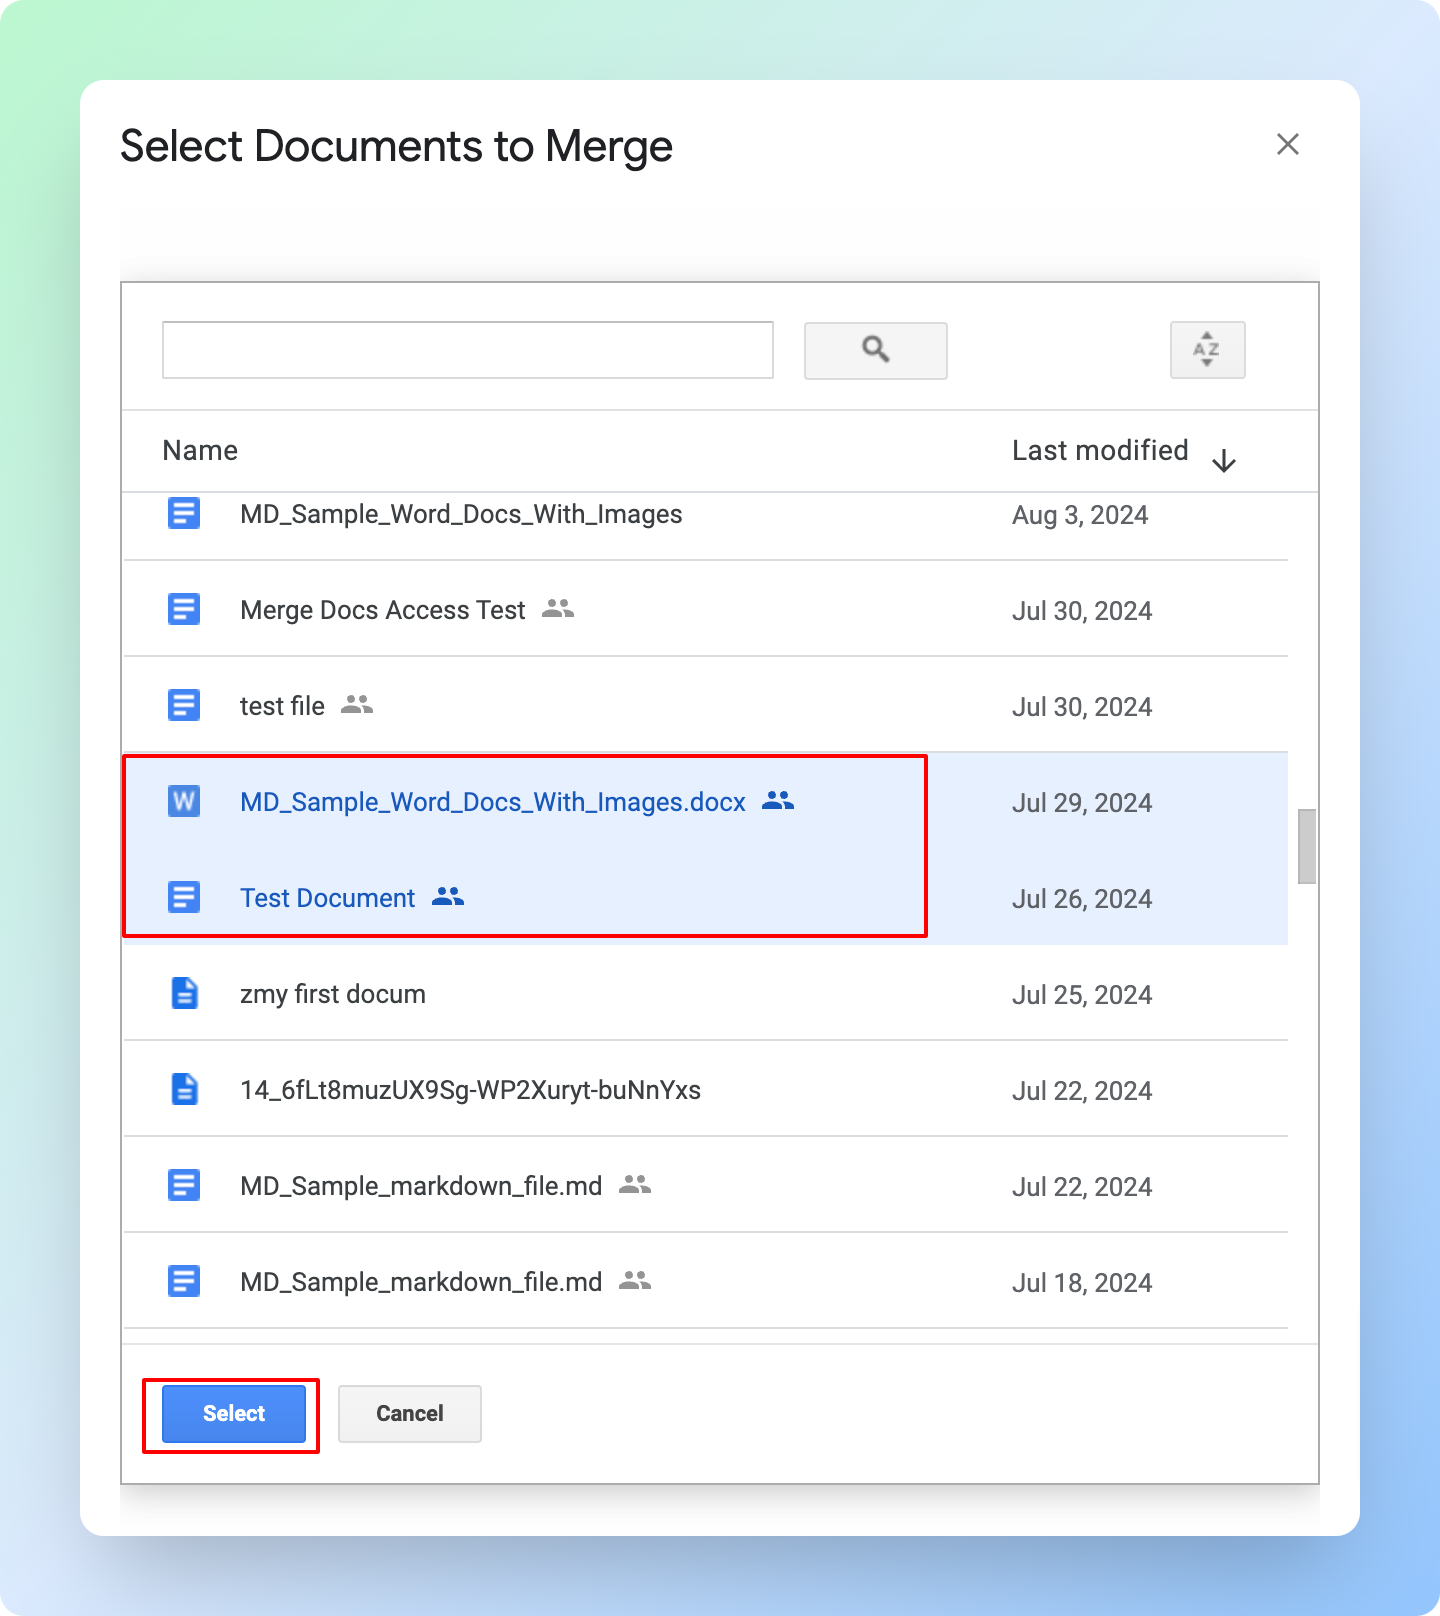 Select Documents to Merge
AZ
Name Last modified
MD_Sample_Word_Docs_With_Images Aug 3, 2024
Merge Docs Access Test Jul 30, 2024
test file Jul 30, 2024
W MD_Sample_Word_Docs_With_Images.docx Jul 29, 2024
Test Document Jul 26, 2024
zmy first docum Jul 25, 2024
14_6fLt8muzUX9Sg-WP2Xuryt-buNnYxs Jul 22, 2024
MD_Sample_markdown_file.md Jul 22, 2024
MD_Sample_markdown_file.md Jul 18, 2024
Select Cancel